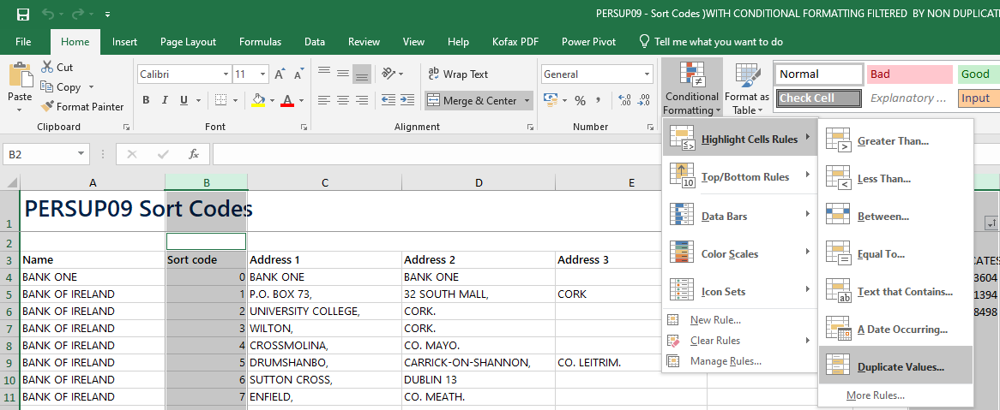 PERSUP09 - Sort Codes )WITH CONDITIONAL FORMATTING FILTERED BY NON DUPLICAT
File Home Insert Page Layout Formulas Data Review View Help Kofax PDF Power Pivot Tell me what you want to do
Paste
Cut
Copy
Format Painter
Clipboard
Calibri 11 A A
B I U A
Font
ab Wrap Text
Merge & Center
Alignment
General
% , .00 .0
Number
Conditional Formatting
Format as Table
Normal Bad Good
Check Cell Explanatory ... Input
B2 fx
Highlight Cells Rules
Top/Bottom Rules
Data Bars
Color Scales
Icon Sets
New Rule...
Clear Rules
Manage Rules...
Greater Than...
Less Than...
Between...
Equal To...
Text that Contains...
A Date Occurring...
Duplicate Values...
More Rules...
A B C D E
1 PERSUP09 Sort Codes
2
3 Name Sort code Address 1 Address 2 Address 3 CATES
4 BANK ONE 0 BANK ONE BANK ONE 3604
5 BANK OF IRELAND 1 P.O. BOX 73, 32 SOUTH MALL, CORK 1394
6 BANK OF IRELAND 2 UNIVERSITY COLLEGE, CORK. 8498
7 BANK OF IRELAND 3 WILTON, CORK.
8 BANK OF IRELAND 4 CROSSMOLINA, CO. MAYO.
9 BANK OF IRELAND 5 DRUMSHANBO, CARRICK-ON-SHANNON, CO. LEITRIM.
10 BANK OF IRELAND 6 SUTTON CROSS, DUBLIN 13
11 BANK OF IRELAND 7 ENFIELD, CO. MEATH.